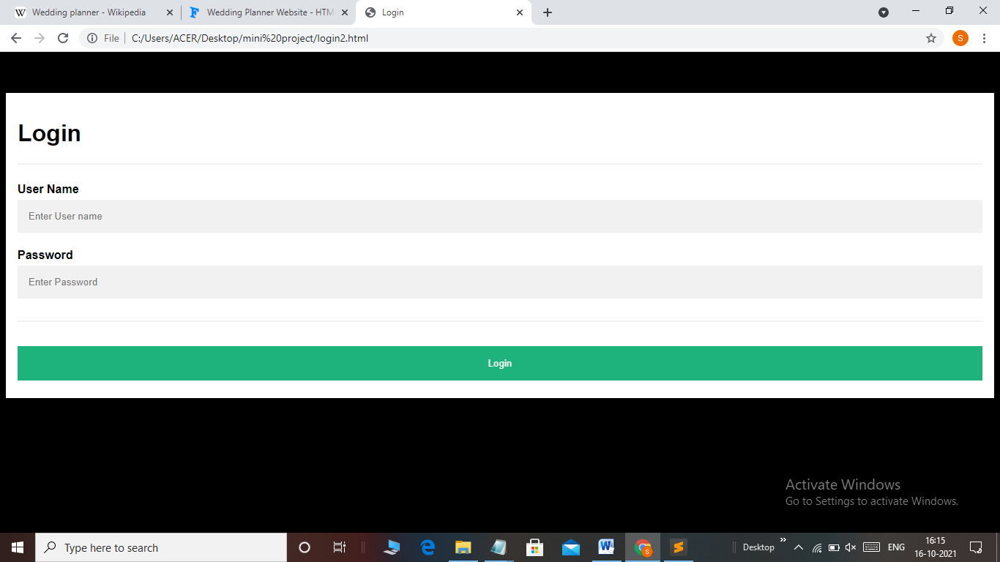 Wedding planner - Wikipedia
Wedding Planner Website - HTM
Login
File
C:/Users/ACER/Desktop/mini%20project/login2.html
S
Login
User Name
Enter User name
Password
Enter Password
Login
Activate Windows
Go to Settings to activate Windows.
Type here to search
Desktop
ENG
16:15
16-10-2021